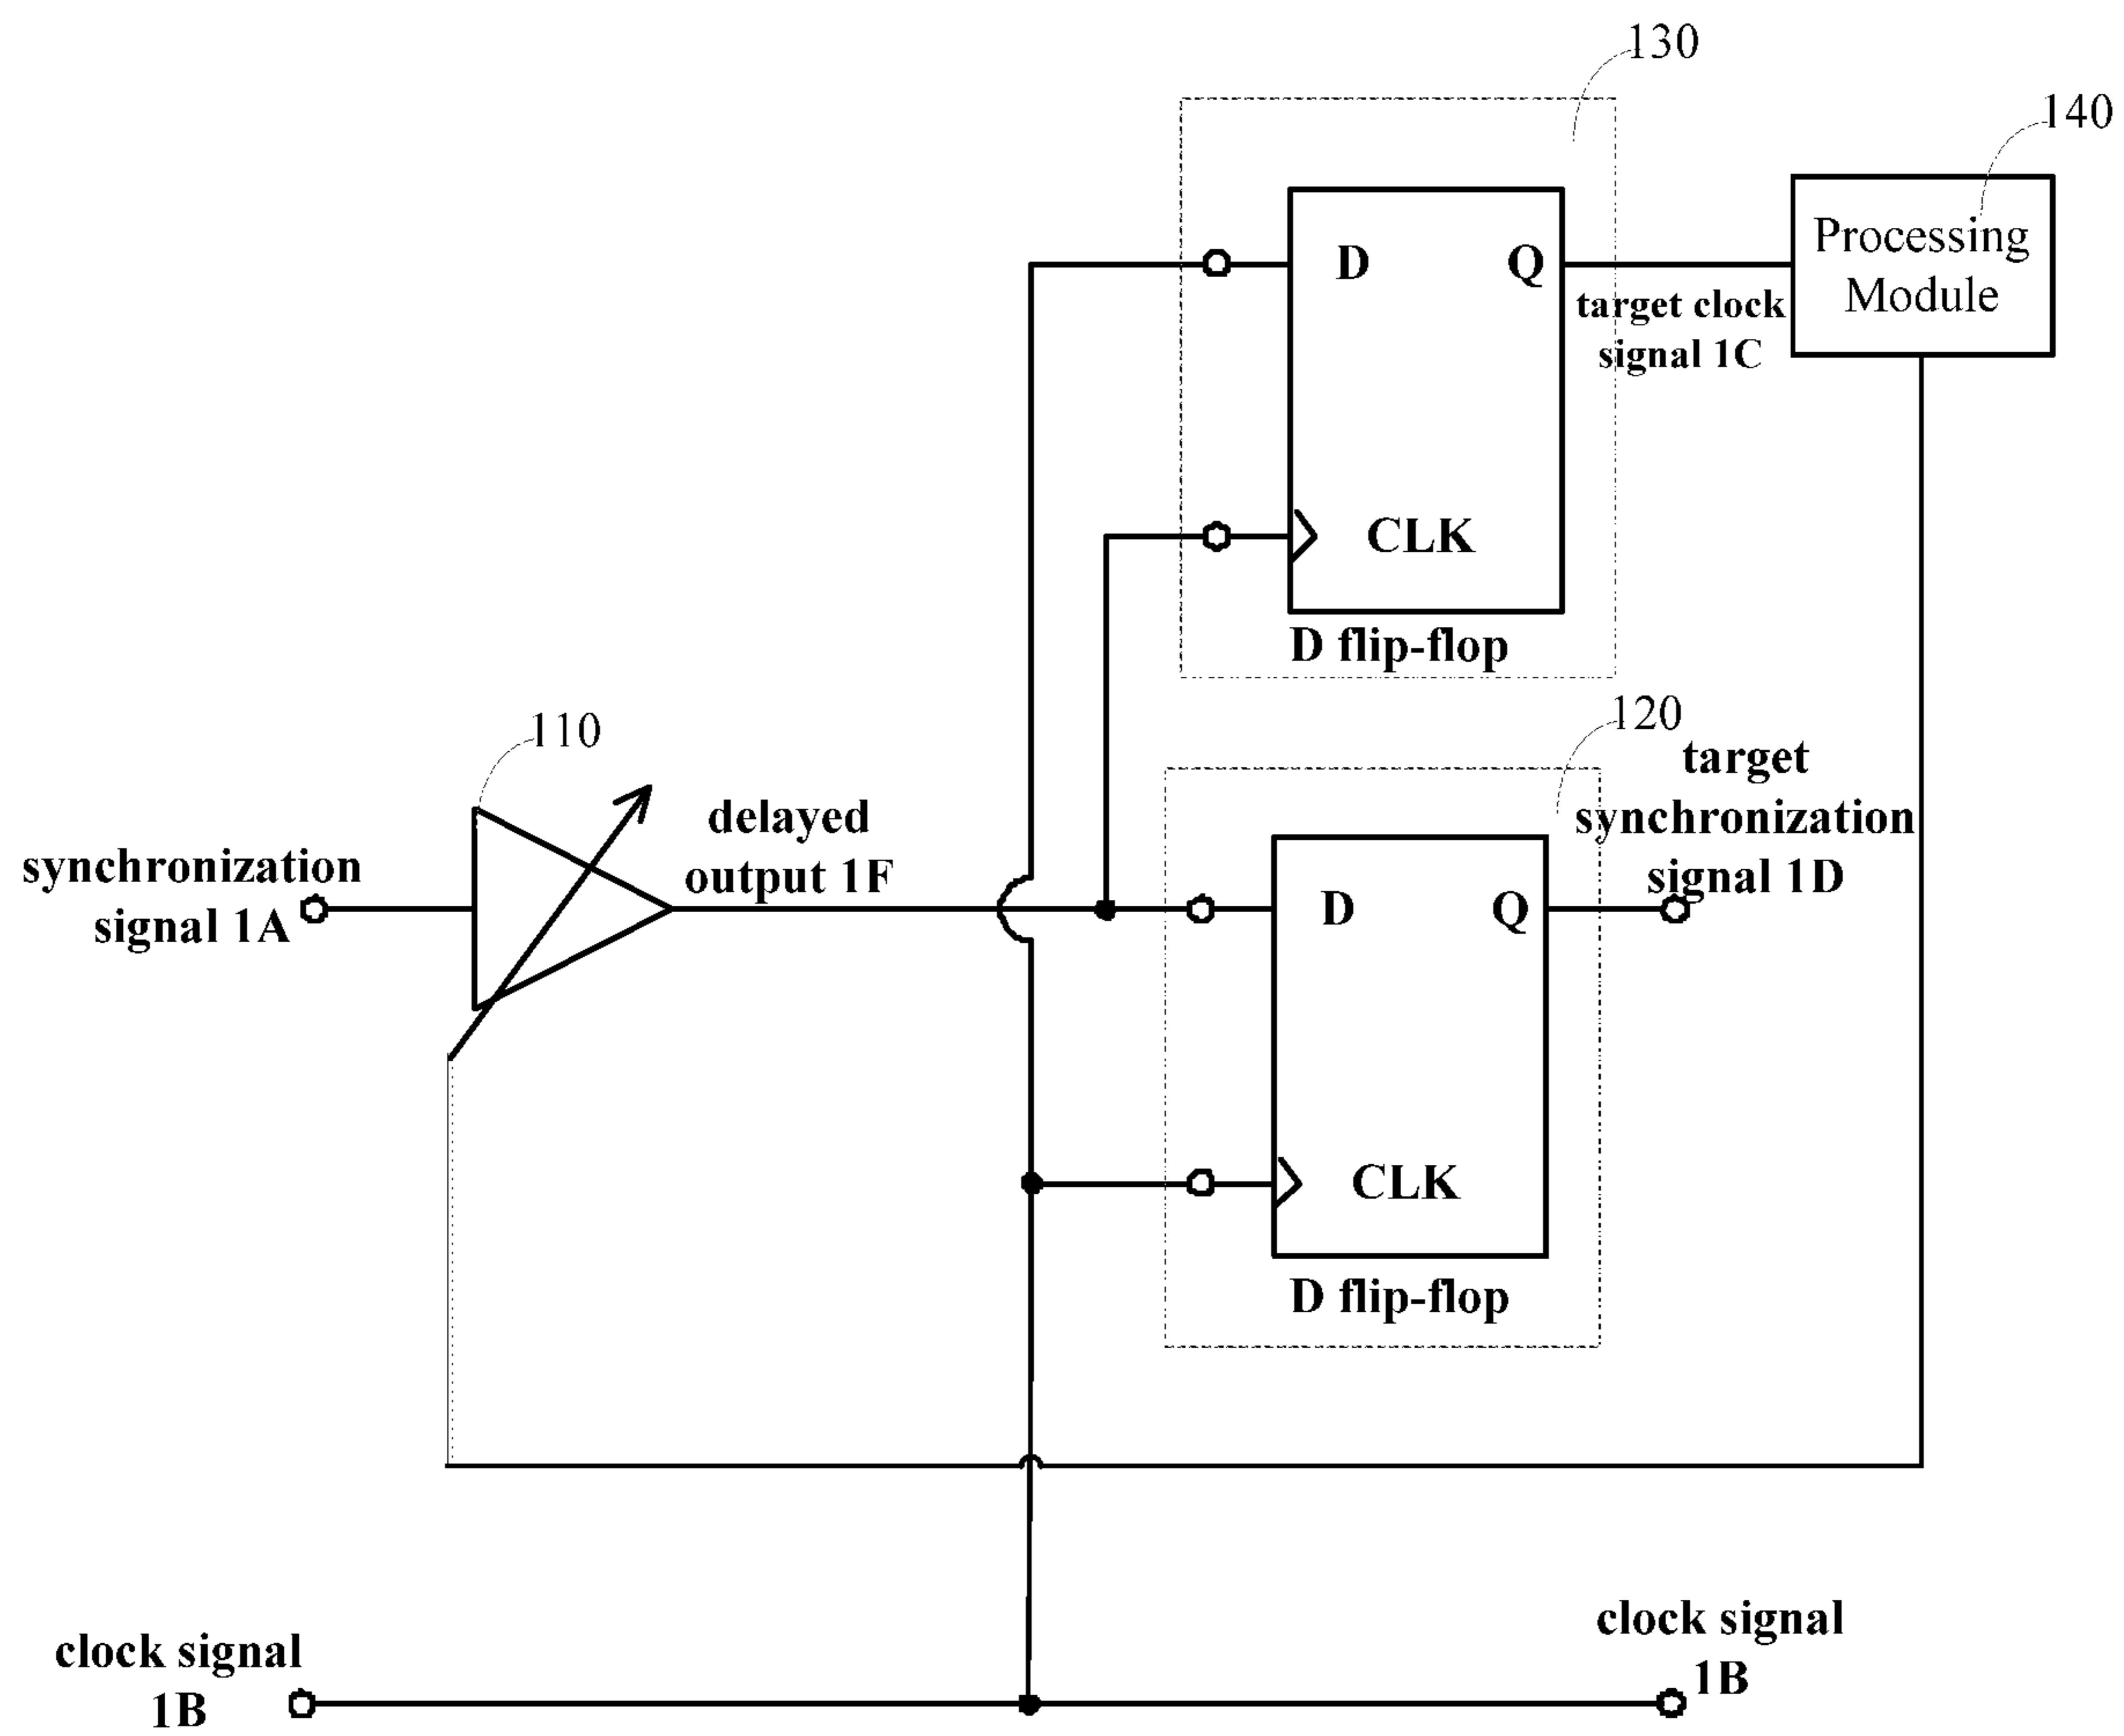 130
140
D
Q
Processing
Module
target clock
signal 1C
CLK
D flip-flop
110
120
target
synchronization
signal 1D
delayed
output 1F
synchronization
signal 1A
D
Q
CLK
D flip-flop
clock signal
1B
clock signal
1B